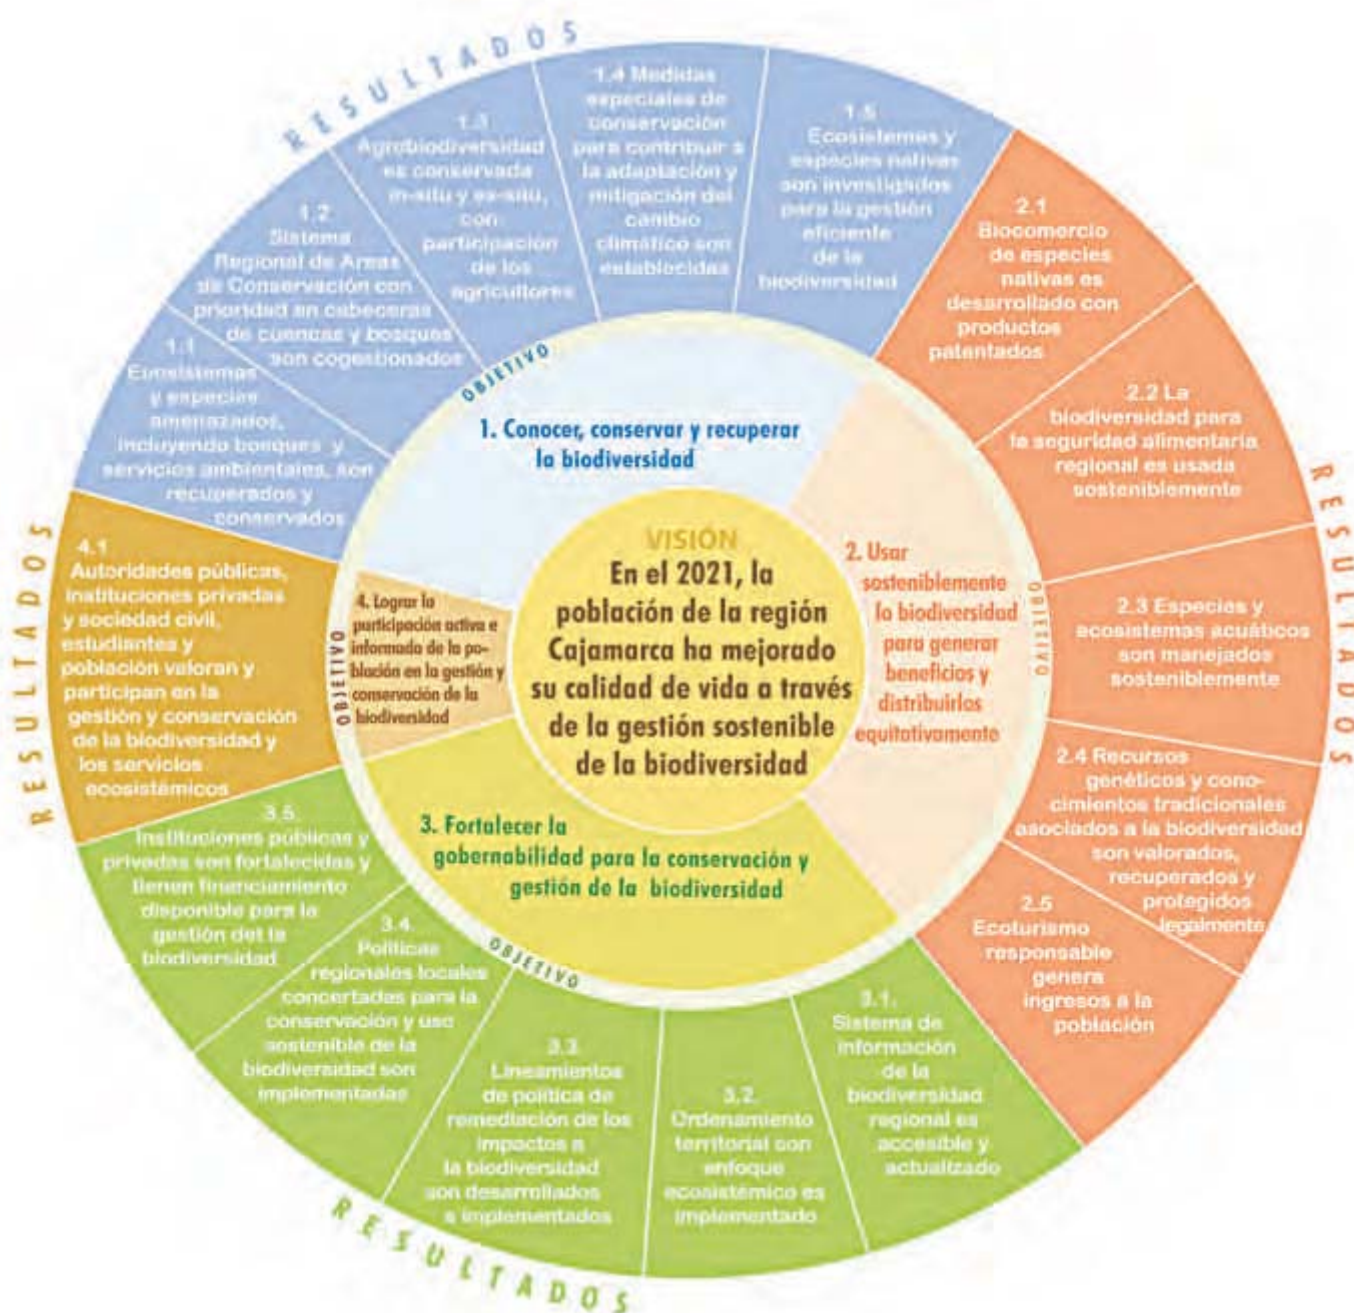 RESULTADOS
1.1
Ecosistemas
y especies
amenazados,
incluyendo bosques y
servicios ambientales, son
recuperados y
conservados
1.2
Sistema
Regional de Areas
de Conservación con
prioridad en cabeceras
de cuencas y bosques
son cogestionados
1.3
Agrobiodiversidad
es conservada
in-situ y ex-situ,
con
participación
de los
agricultores
1.4 Medidas
especiales de
conservación
para contribuir a
la adaptación y
mitigación del
cambio
climático son
establecidas
1.5
Ecosistemas y
especies nativas
son investigados
para la gestión
eficiente
de la
biodiversidad
RESULTADOS
2.1
Biocomercio
de especies
nativas es
desarrollado con
productos
patentados
2.2 La
biodiversidad para
la seguridad alimentaria
regional es usada
sosteniblemente
2.3 Especies y
ecosistemas acuáticos
son manejados
sosteniblemente
2.4 Recursos
genéticos y cono-
cimientos tradicionales
asociados a la biodiversidad
son valorados,
recuperados y
protegidos
legalmente
2.5
Ecoturismo
responsable
genera
ingresos a la
población
RESULTADOS
3.1.
Sistema de
información
de la
biodiversidad
regional es
accesible y
actualizado
3.2.
Ordenamiento
territorial con
enfoque
ecosistémico es
implementado
3.3.
Lineamientos
de política de
remediación de los
impactos a
la biodiversidad
son desarrollados
e implementados
3.4.
Políticas
regionales locales
concertadas para la
conservación y uso
sostenible de la
biodiversidad son
implementadas
3.5.
Instituciones públicas y
privadas son fortalecidas y
tienen financiamiento
disponible para la
gestión det la
biodiversidad
RESULTADOS
4.1
Autoridades públicas,
instituciones privadas
y sociedad civil,
estudiantes y
población valoran y
participan en la
gestión y conservación
de la biodiversidad y
los servicios
ecosistémicos
OBJETIVO
1. Conocer, conservar y recuperar
la biodiversidad
OBJETIVO
2. Usar
sosteniblemente
la biodiversidad
para generar
beneficios y
distribuirlos
equitativamente
OBJETIVO
3. Fortalecer la
gobernabilidad para la conservación y
gestión de la biodiversidad
OBJETIVO
4. Lograr la
participación activa e
informada de la po-
blación en la gestión y
conservación de la
biodiversidad
VISIÓN
En el 2021, la
población de la región
Cajamarca ha mejorado
su calidad de vida a través
de la gestión sostenible
de la biodiversidad